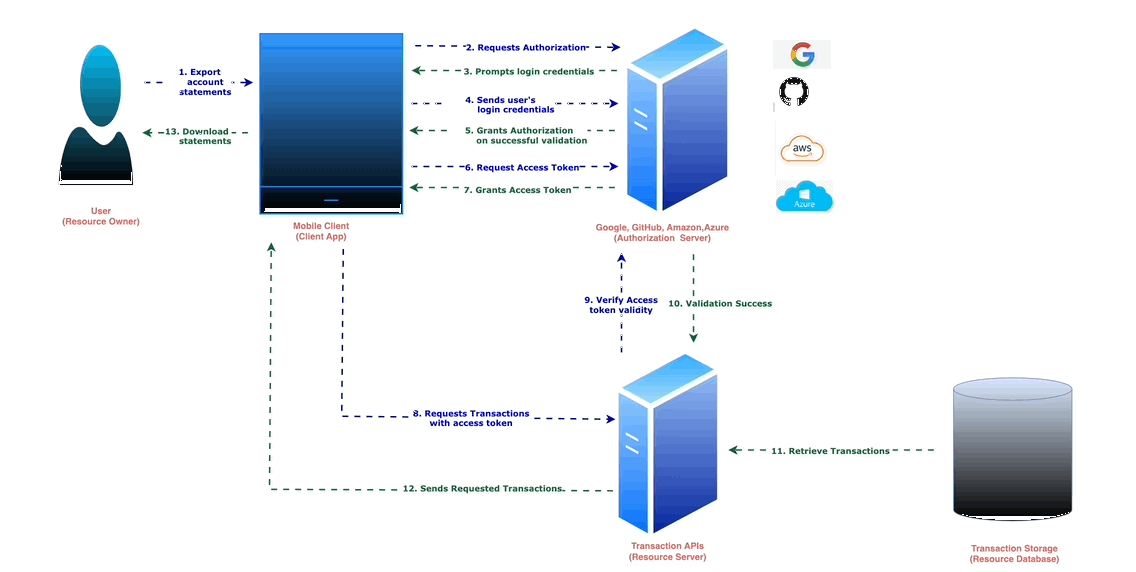 1. Export
account
statements
13. Download
statements
User
(Resource Owner)
Mobile Client
(Client App)
2. Requests Authorization
3. Prompts login credentials
4. Sends user's
login credentials
5. Grants Authorization
on successful validation
6. Request Access Token
7. Grants Access Token
Google, GitHub, Amazon,Azure
(Authorization Server)
G
aws
Azure
9. Verify Access
token validity
10. Validation Success
8. Requests Transactions
with access token
11. Retrieve Transactions
12. Sends Requested Transactions
Transaction APIs
(Resource Server)
Transaction Storage
(Resource Database)